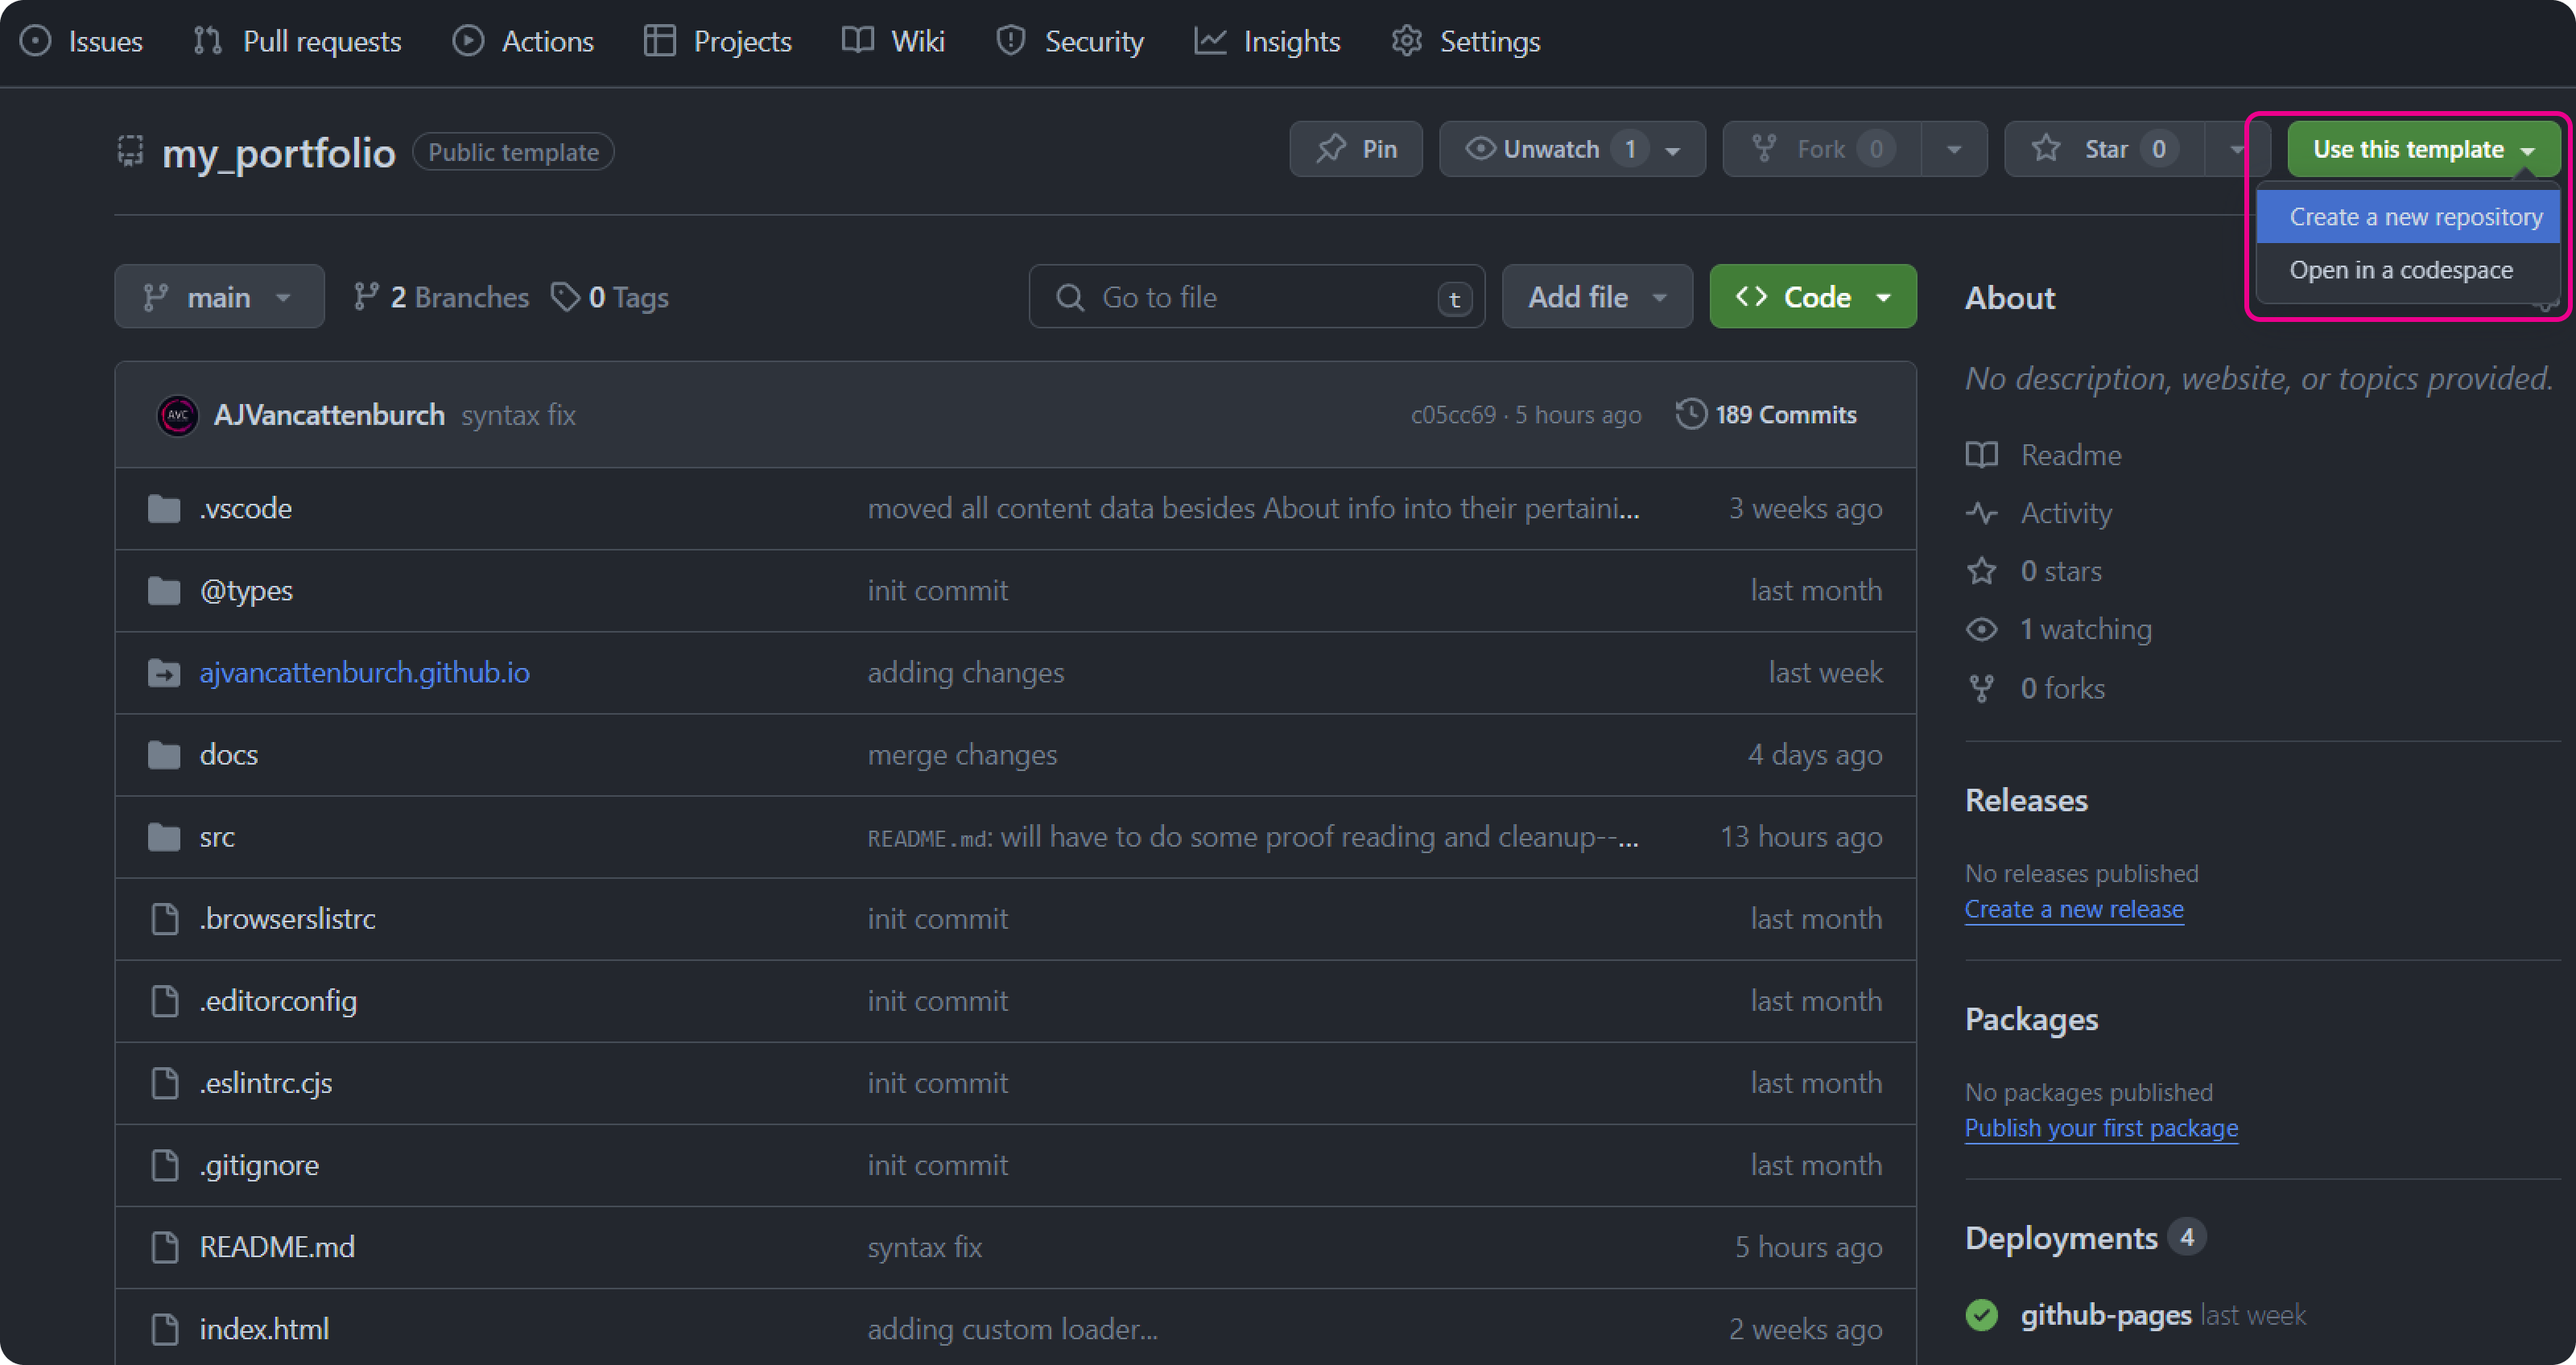 Issues Pull requests Actions Projects Wiki Security Insights Settings
my_portfolio Public template Pin Unwatch 1 Fork 0 Star 0 Use this template
Create a new repository
Open in a codespace
main 2 Branches 0 Tags Go to file t Add file <> Code About
No description, website, or topics provided.
AVC AJVancattenburch syntax fix c05cc69 · 5 hours ago 189 Commits
Readme
.vscode moved all content data besides About info into their pertaini... 3 weeks ago
Activity
@types init commit last month
0 stars
1 watching
ajvancattenburch.github.io adding changes last week
0 forks
docs merge changes 4 days ago
Releases
src README.md: will have to do some proof reading and cleanup--... 13 hours ago
No releases published
Create a new release
.browserslistrc init commit last month
.editorconfig init commit last month
Packages
.eslintrc.cjs init commit last month
No packages published
Publish your first package
.gitignore init commit last month
Deployments 4
README.md syntax fix 5 hours ago
github-pages last week
index.html adding custom loader... 2 weeks ago